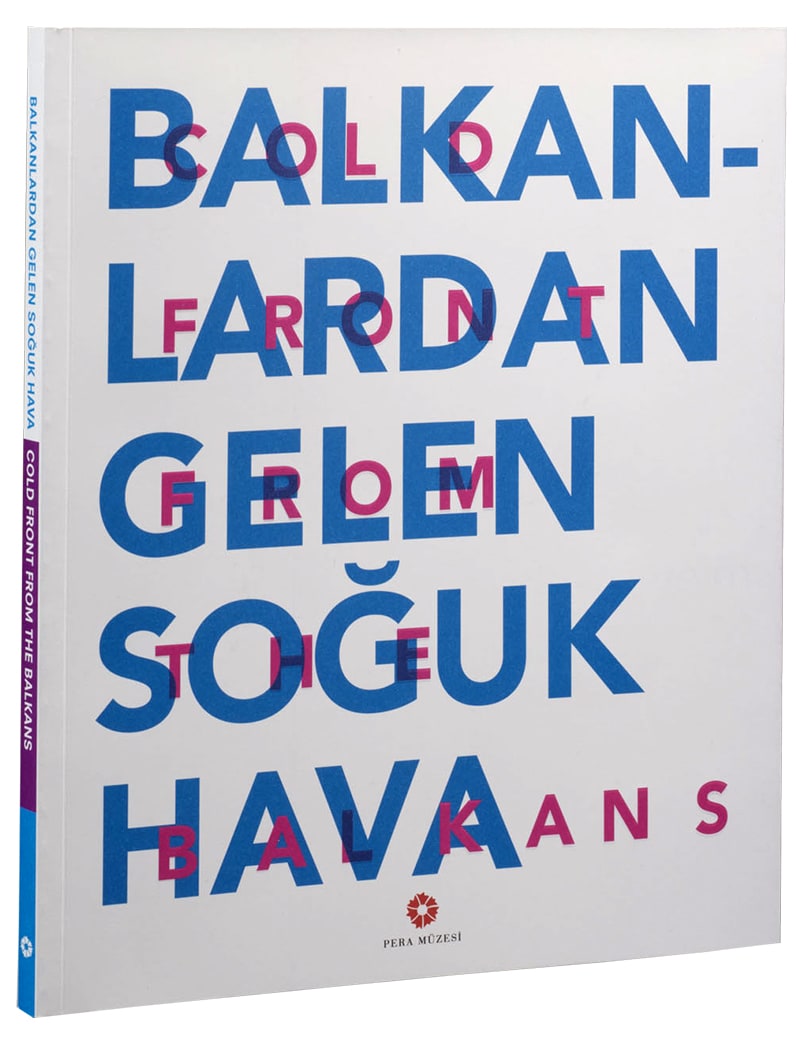 BALKAN-
LARDAN
GELEN
SOĞUK
HAVA
COLD
FRONT
FROM
THE
BALKANS
PERA MÜZESİ
BALKANLARDAN GELEN SOĞUK HAVA COLD FRONT FROM THE BALKANS